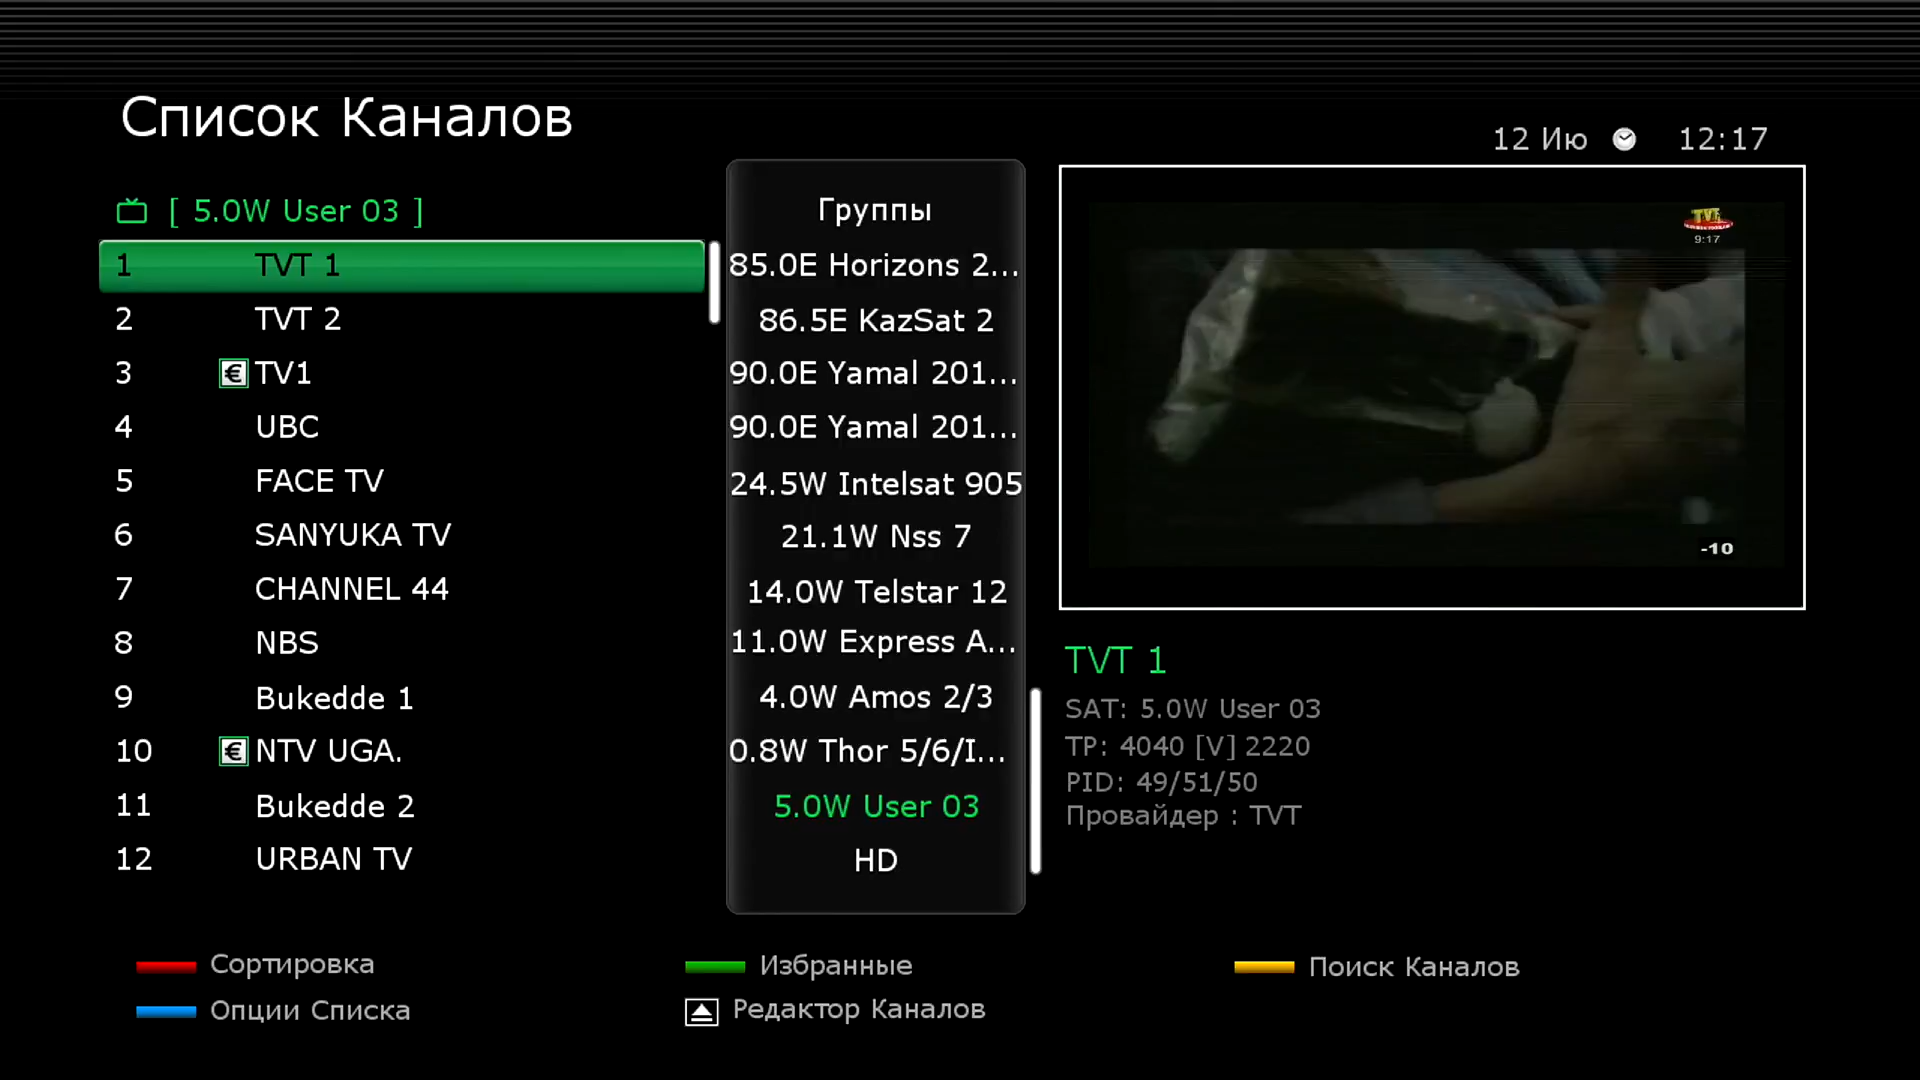 Список Каналов
12 Ию 12:17
[ 5.0W User 03 ]
1 TVT 1
2 TVT 2
3 € TV1
4 UBC
5 FACE TV
6 SANYUKA TV
7 CHANNEL 44
8 NBS
9 Bukedde 1
10 € NTV UGA.
11 Bukedde 2
12 URBAN TV
Группы
85.0E Horizons 2...
86.5E KazSat 2
90.0E Yamal 201...
90.0E Yamal 201...
24.5W Intelsat 905
21.1W Nss 7
14.0W Telstar 12
11.0W Express A...
4.0W Amos 2/3
0.8W Thor 5/6/I...
5.0W User 03
HD
TVT
9:17
-10
TVT 1
SAT: 5.0W User 03
TP: 4040 [V] 2220
PID: 49/51/50
Провайдер : TVT
Сортировка
Избранные
Поиск Каналов
Опции Списка
Редактор Каналов